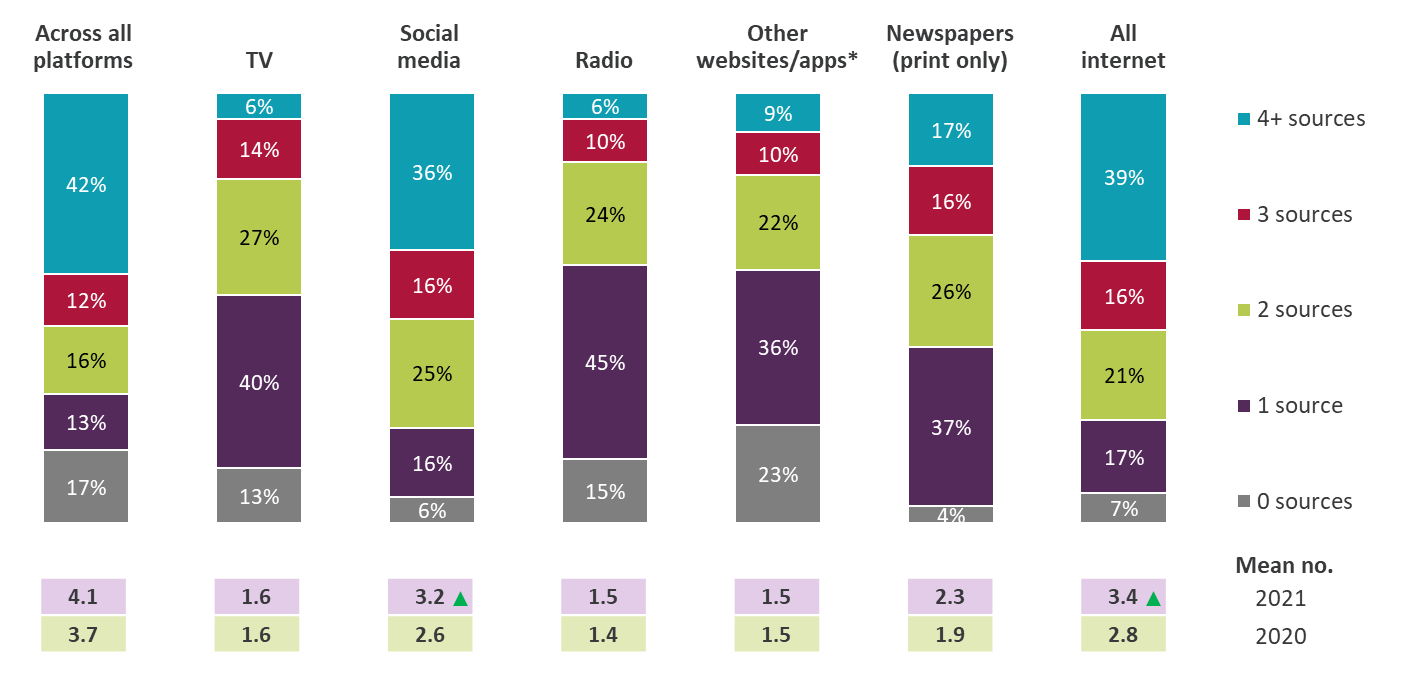 Across all
platforms
TV
Social
media
Radio
Other
websites/apps*
Newspapers
(print only)
All
internet
42%
12%
16%
13%
17%
6%
14%
27%
40%
13%
36%
16%
25%
16%
6%
6%
10%
24%
45%
15%
9%
10%
22%
36%
23%
17%
16%
26%
37%
4%
39%
16%
21%
17%
7%
4+ sources
3 sources
2 sources
1 source
0 sources
Mean no.
4.1 1.6 3.2 ▲ 1.5 1.5 2.3 3.4 ▲ 2021
3.7 1.6 2.6 1.4 1.5 1.9 2.8 2020